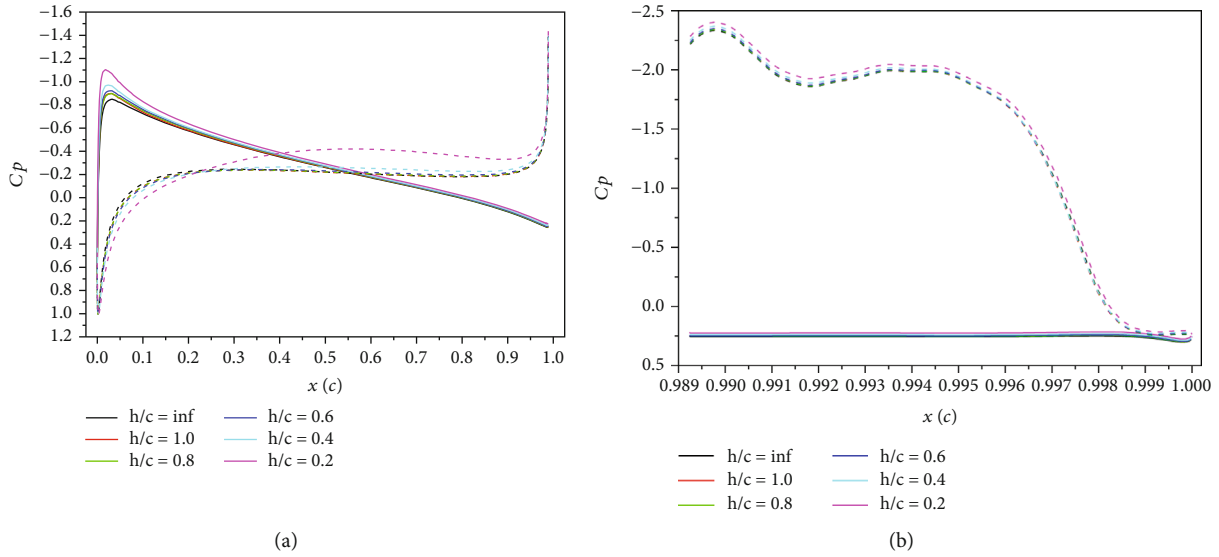 −1.6
−1.4
−1.2
−1.0
−0.8
−0.6
−0.4
−0.2
0.0
0.2
0.4
0.6
0.8
1.0
1.2
Cp
0.0 0.1 0.2 0.3 0.4 0.5 0.6 0.7 0.8 0.9 1.0
x (c)
h/c = inf
h/c = 1.0
h/c = 0.8
h/c = 0.6
h/c = 0.4
h/c = 0.2
(a)
−2.5
−2.0
−1.5
−1.0
−0.5
0.0
0.5
Cp
0.989 0.990 0.991 0.992 0.993 0.994 0.995 0.996 0.997 0.998 0.999 1.000
x (c)
h/c = inf
h/c = 1.0
h/c = 0.8
h/c = 0.6
h/c = 0.4
h/c = 0.2
(b)